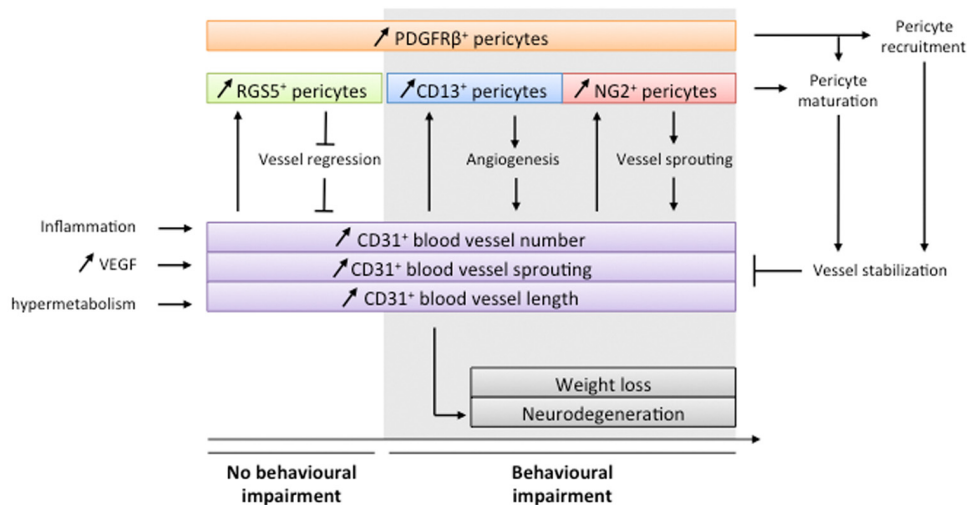 PDGFRβ⁺ pericytes
Pericyte
recruitment
RGS5⁺ pericytes
CD13⁺ pericytes
NG2⁺ pericytes
Pericyte
maturation
Vessel regression
Angiogenesis
Vessel sprouting
Inflammation
CD31⁺ blood vessel number
VEGF
CD31⁺ blood vessel sprouting
Vessel stabilization
hypermetabolism
CD31⁺ blood vessel length
Weight loss
Neurodegeneration
No behavioural
impairment
Behavioural
impairment